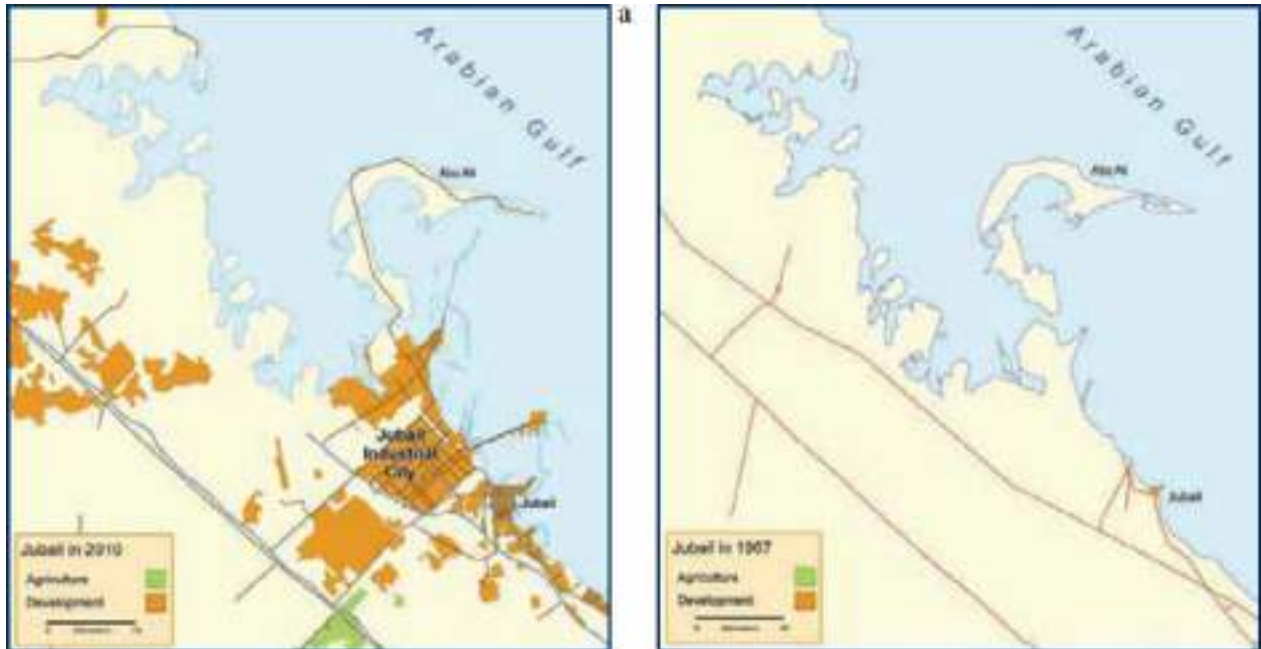 a
Arabian Gulf
Abu Ali
Jubail
Industrial
City
Jubail
Jubail in 2010
Agriculture
Development
Arabian Gulf
Abu Ali
Jubail
Jubail in 1967
Agriculture
Development